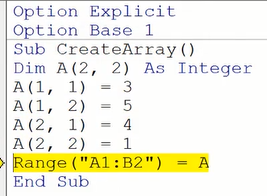 Option Explicit
Option Base 1
Sub CreateArray()
Dim A(2, 2) As Integer
A(1, 1) = 3
A(1, 2) = 5
A(2, 1) = 4
A(2, 2) = 1
Range("A1:B2") = A
End Sub